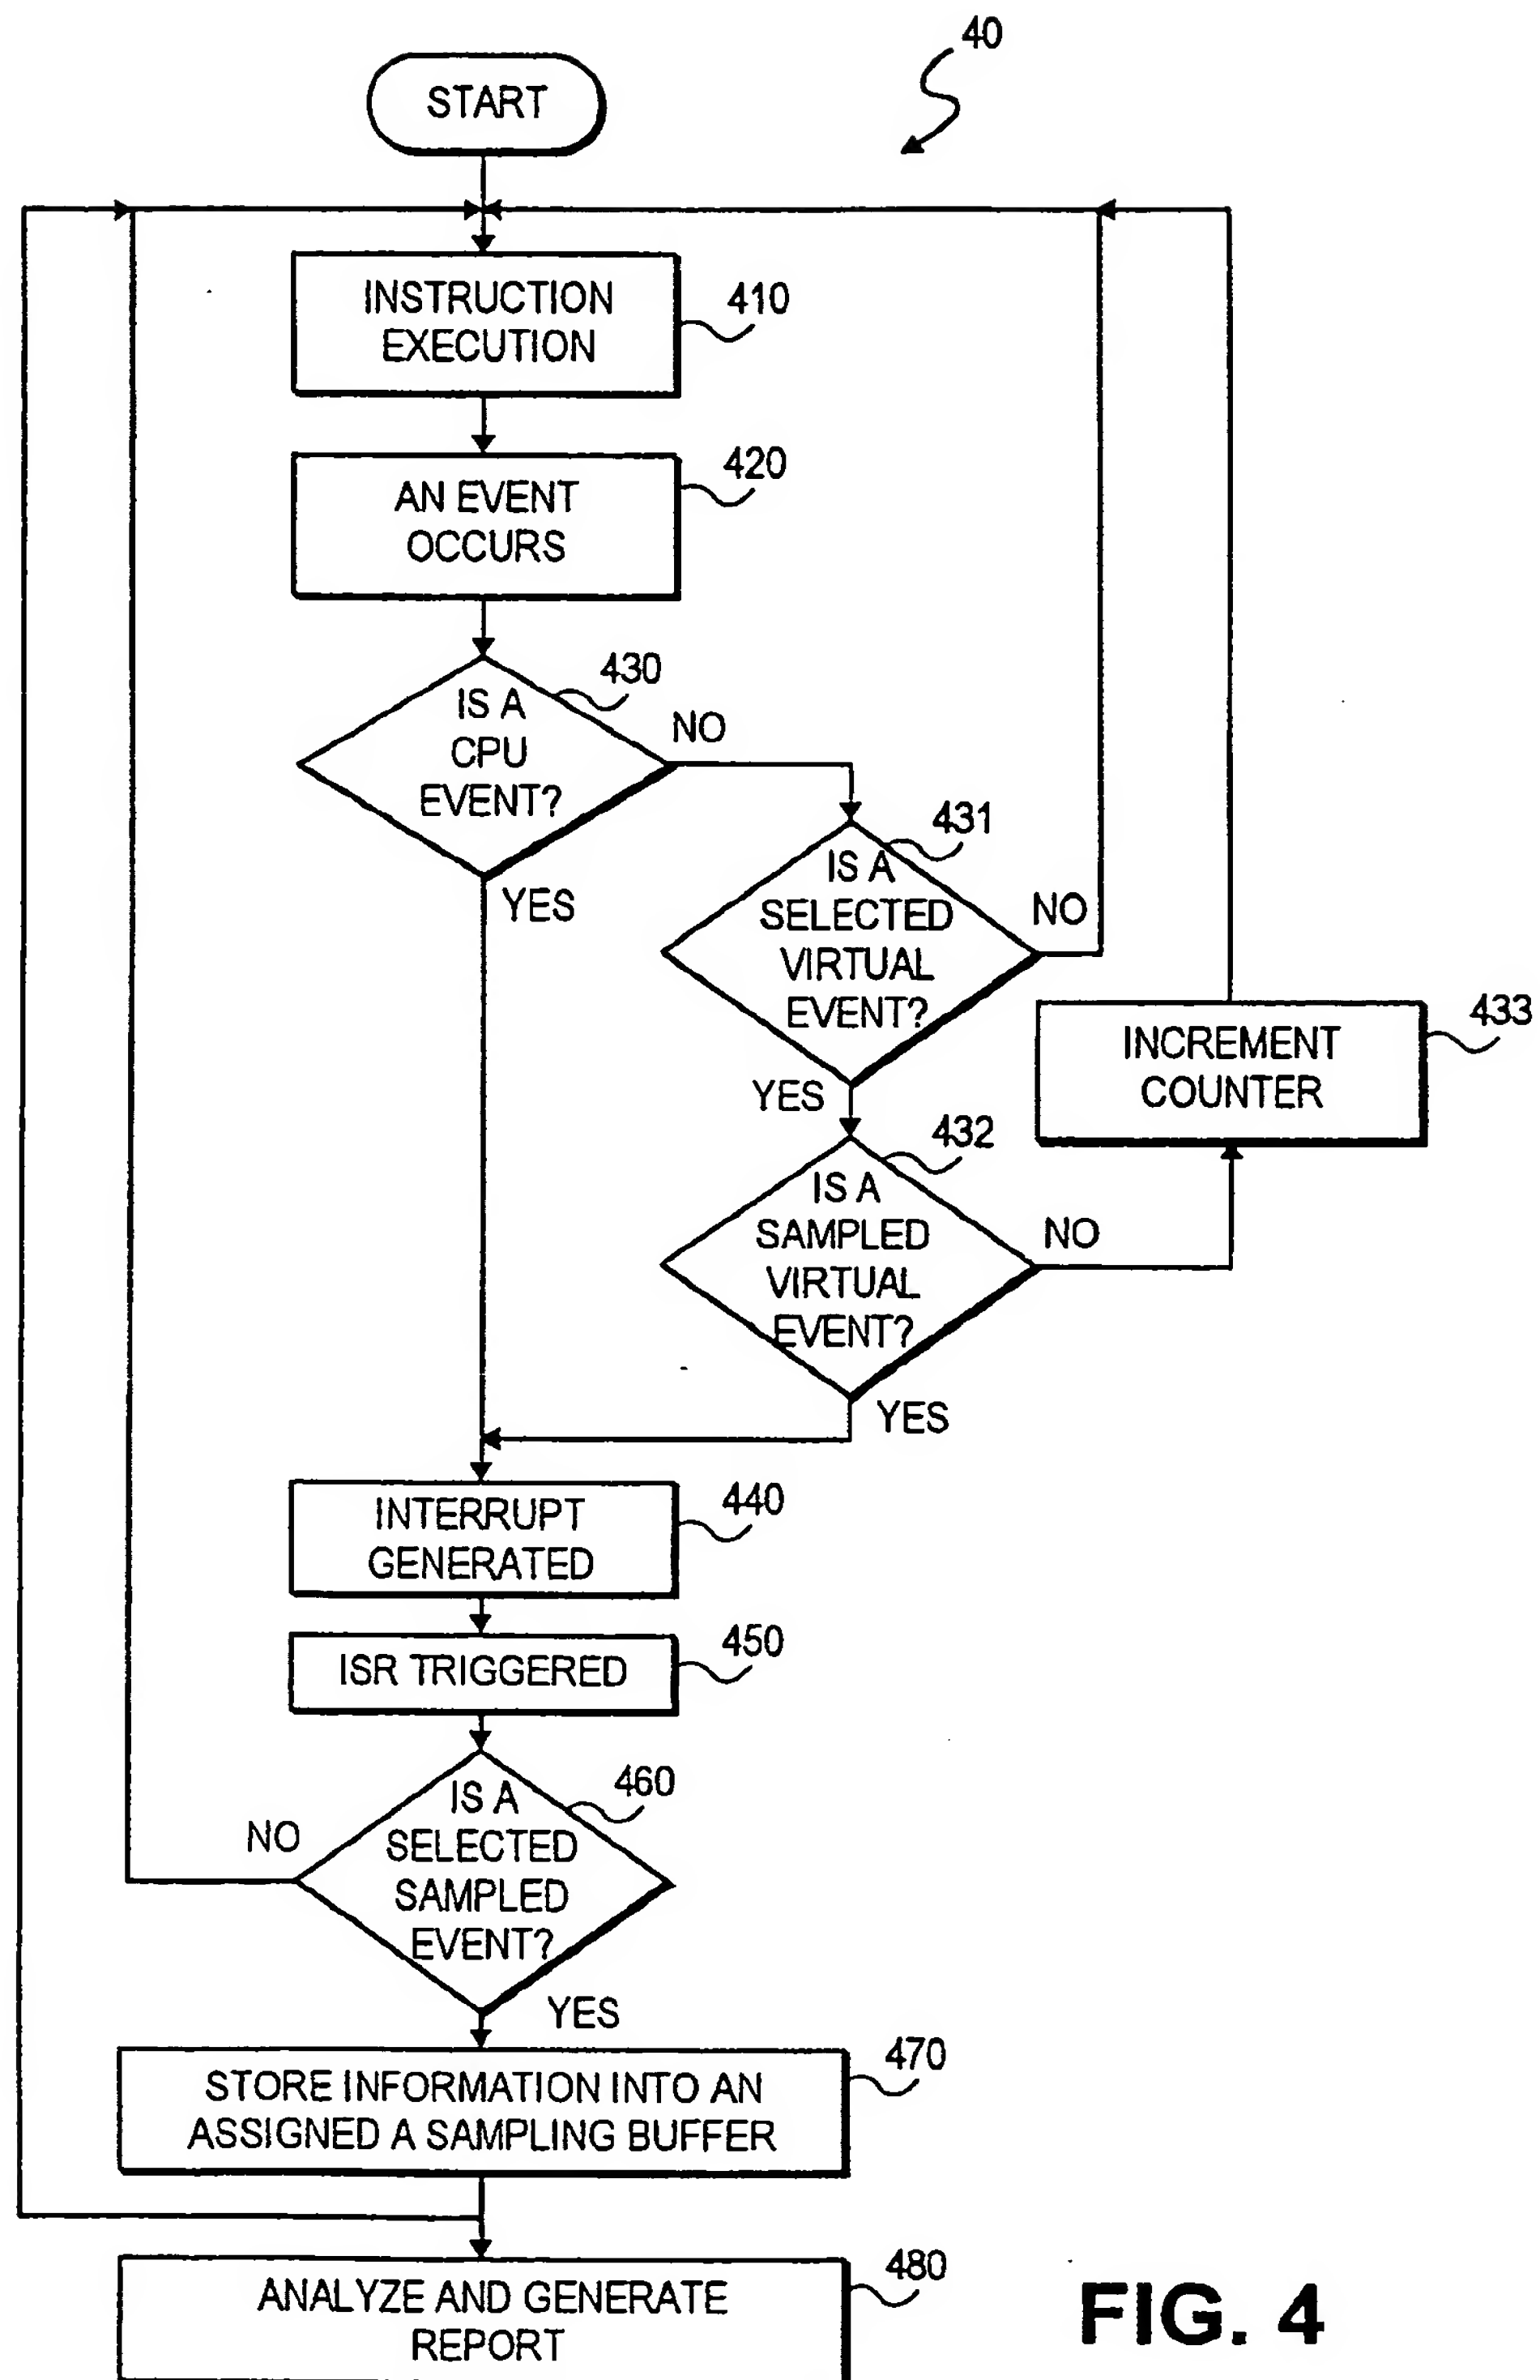 40
START
INSTRUCTION
EXECUTION
410
AN EVENT
OCCURS
420
IS A
CPU
EVENT?
430
NO
YES
IS A
SELECTED
VIRTUAL
EVENT?
431
NO
YES
INCREMENT
COUNTER
433
IS A
SAMPLED
VIRTUAL
EVENT?
432
NO
YES
INTERRUPT
GENERATED
440
ISR TRIGGERED
450
IS A
SELECTED
SAMPLED
EVENT?
460
NO
YES
STORE INFORMATION INTO AN
ASSIGNED A SAMPLING BUFFER
470
ANALYZE AND GENERATE
REPORT
480
FIG. 4